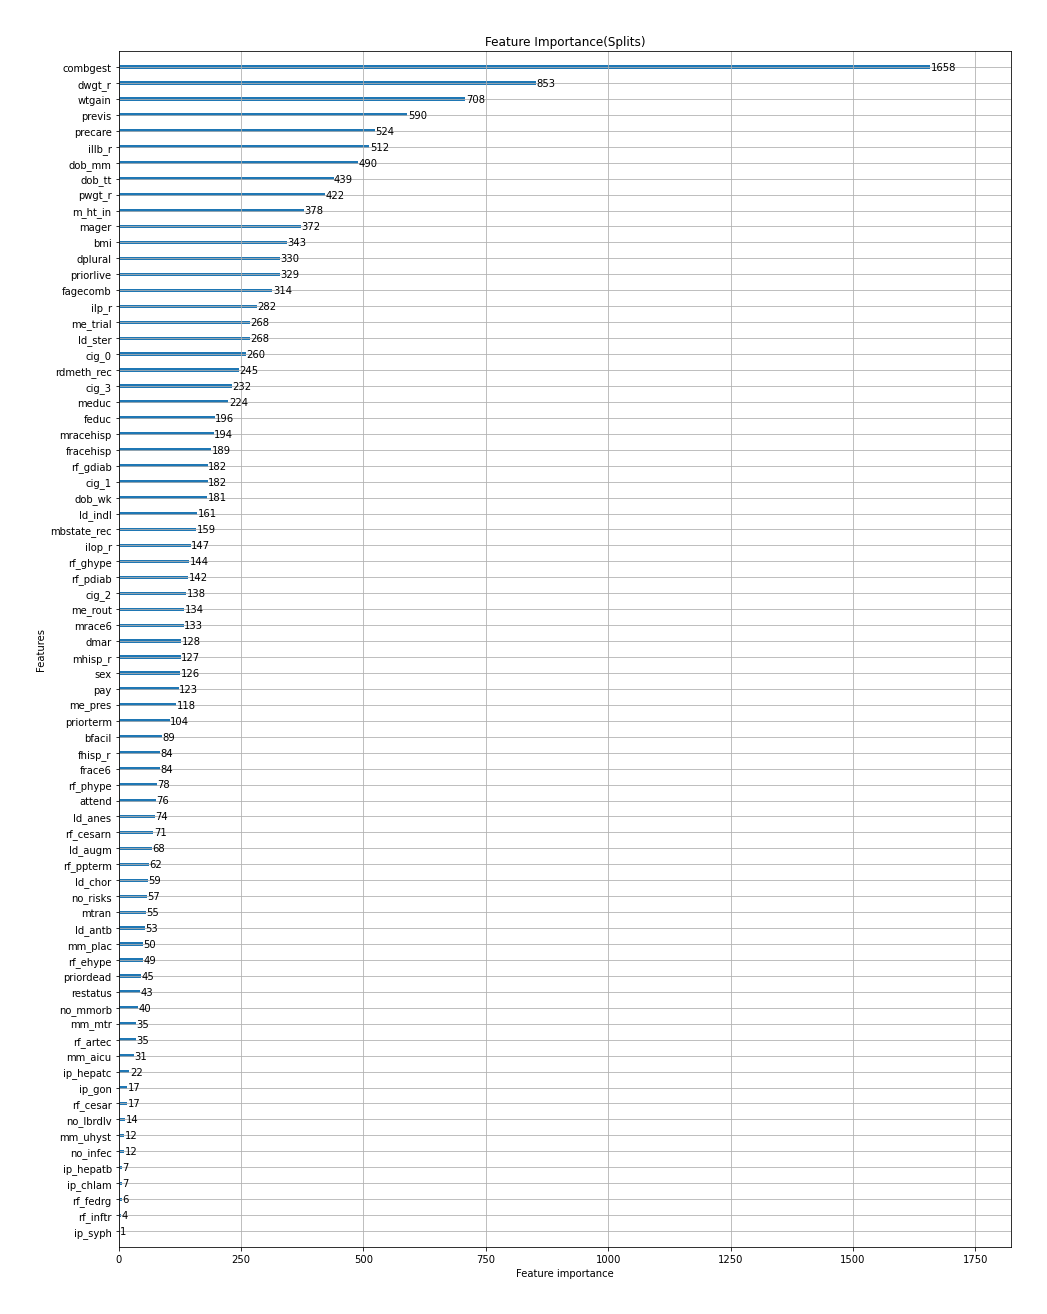 Feature Importance(Splits)
combgest 1658
dwgt_r 853
wtgain 708
previs 590
precare 524
illb_r 512
dob_mm 490
dob_tt 439
pwgt_r 422
m_ht_in 378
mager 372
bmi 343
dplural 330
priorlive 329
fagecomb 314
ilp_r 282
me_trial 268
ld_ster 268
cig_0 260
rdmeth_rec 245
cig_3 232
meduc 224
feduc 196
mracehisp 194
fracehisp 189
rf_gdiab 182
cig_1 182
dob_wk 181
ld_indl 161
mbstate_rec 159
ilop_r 147
rf_ghype 144
rf_pdiab 142
cig_2 138
me_rout 134
mrace6 133
dmar 128
mhisp_r 127
sex 126
pay 123
me_pres 118
priorterm 104
bfacil 89
fhisp_r 84
frace6 84
rf_phype 78
attend 76
ld_anes 74
rf_cesarn 71
ld_augm 68
rf_ppterm 62
ld_chor 59
no_risks 57
mtran 55
ld_antb 53
mm_plac 50
rf_ehype 49
priordead 45
restatus 43
no_mmorb 40
mm_mtr 35
rf_artec 35
mm_aicu 31
ip_hepatc 22
ip_gon 17
rf_cesar 17
no_lbrdlv 14
mm_uhyst 12
no_infec 12
ip_hepatb 7
ip_chlam 7
rf_fedrg 6
rf_inftr 4
ip_syph 1
Features
0 250 500 750 1000 1250 1500 1750
Feature importance